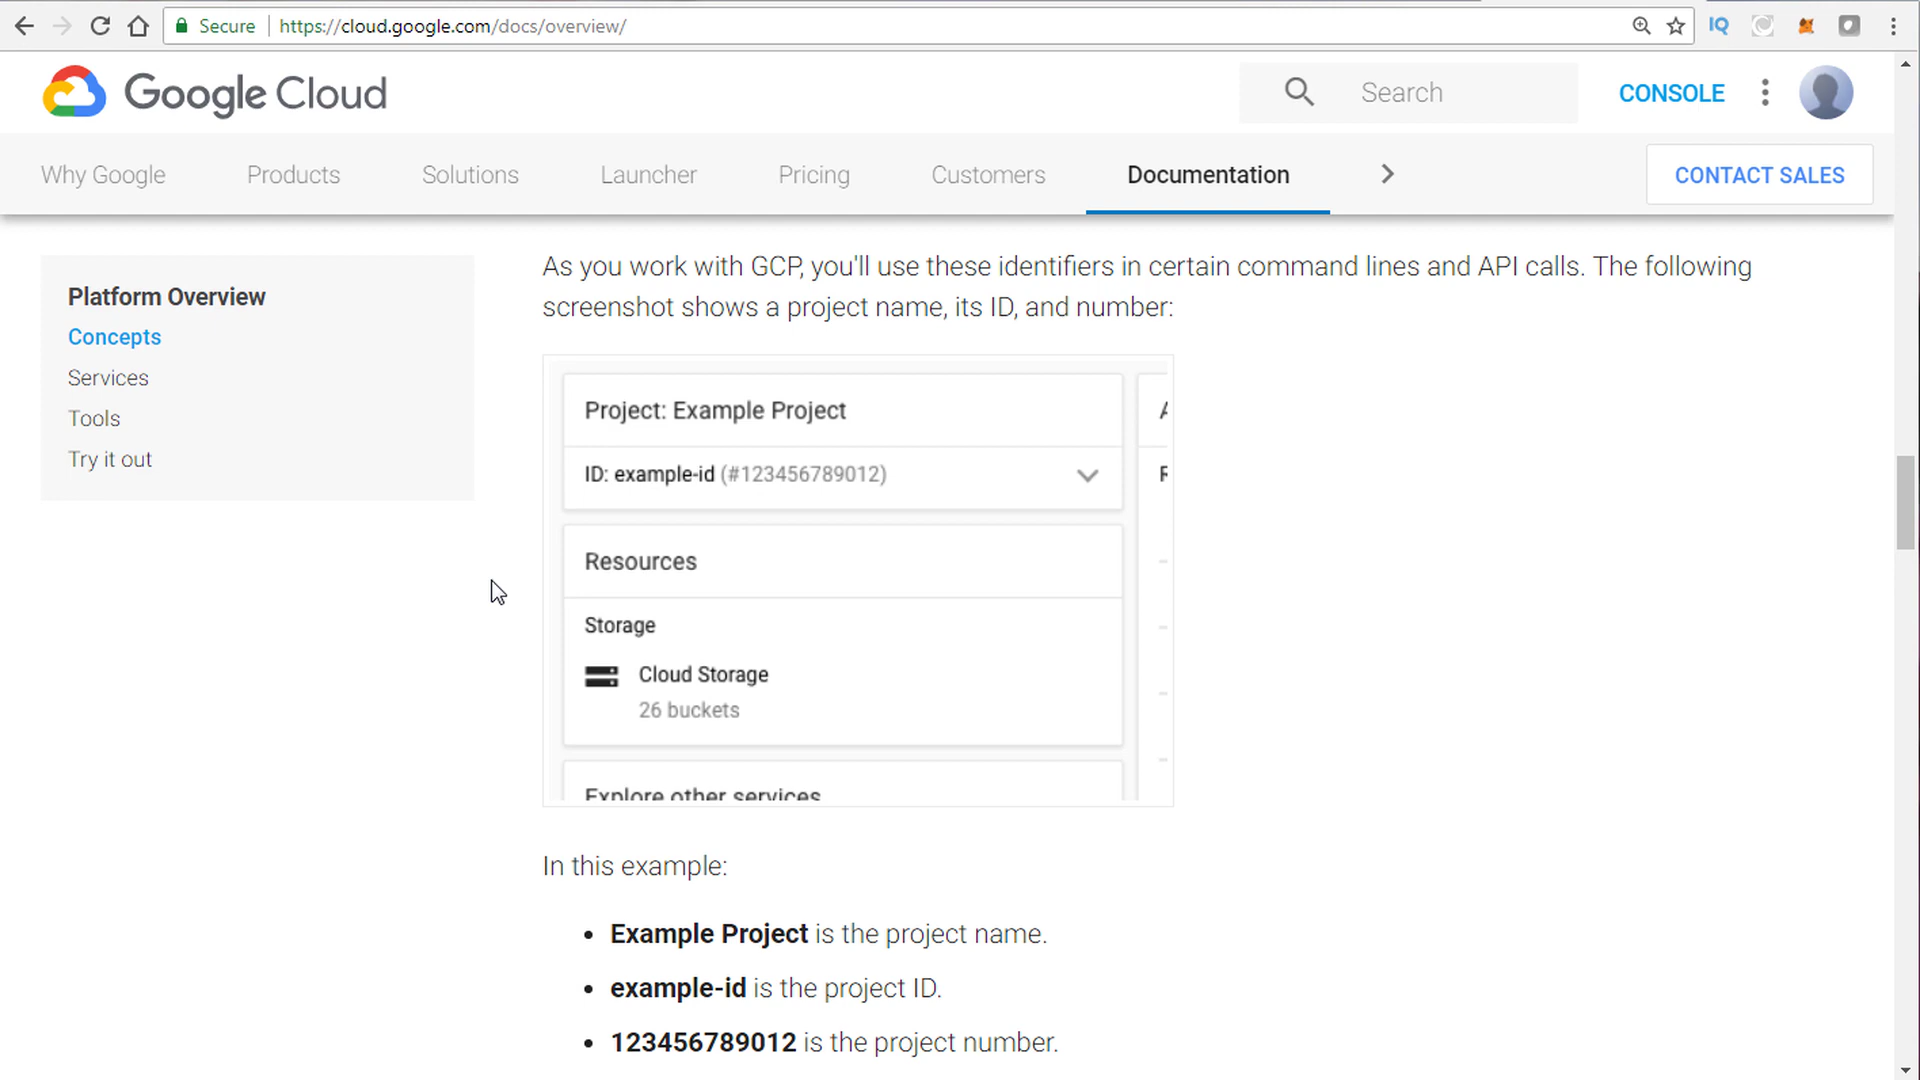 Secure https://cloud.google.com/docs/overview/
IQ
Google Cloud
Search
CONSOLE
Why Google
Products
Solutions
Launcher
Pricing
Customers
Documentation
CONTACT SALES
Platform Overview
Concepts
Services
Tools
Try it out
As you work with GCP, you'll use these identifiers in certain command lines and API calls. The following
screenshot shows a project name, its ID, and number:
Project: Example Project
ID: example-id (#123456789012)
Resources
Storage
Cloud Storage
26 buckets
Explore other services
In this example:
• Example Project is the project name.
• example-id is the project ID.
• 123456789012 is the project number.